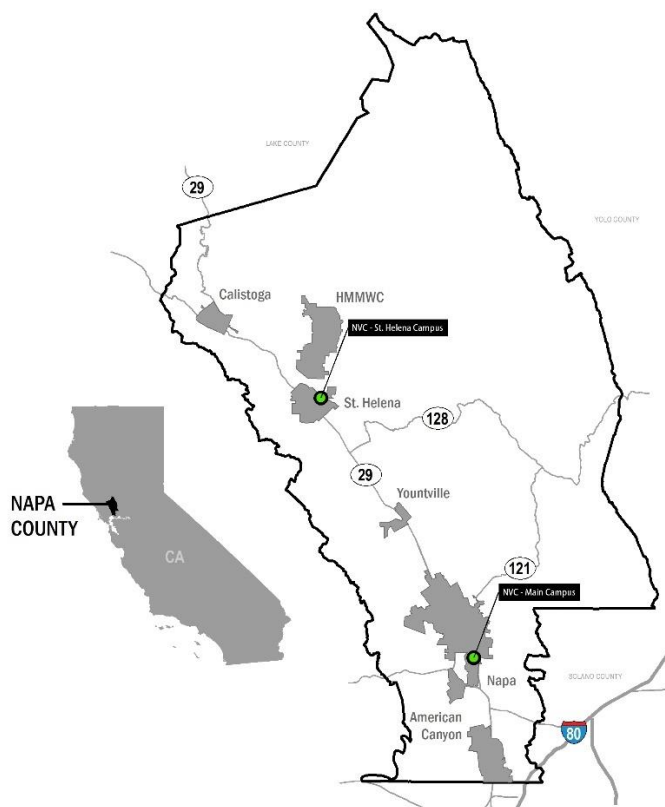 LAKE COUNTY
29
YOLO COUNTY
Calistoga
HMMWC
NVC - St. Helena Campus
St. Helena
128
29
Yountville
NAPA
COUNTY
CA
121
NVC - Main Campus
Napa
SOLANO COUNTY
American
Canyon
80